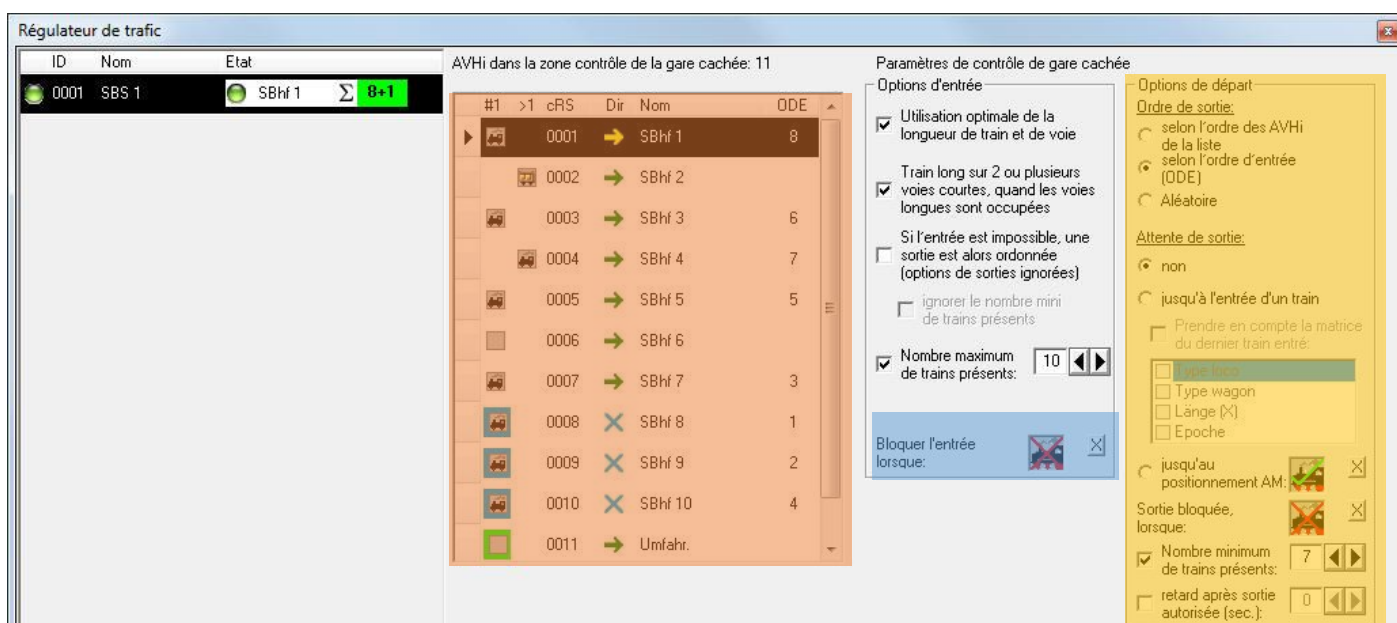 Régulateur de trafic
ID Nom Etat
0001 SBS 1 SBhf 1 Σ 8+1
AVHi dans la zone contrôle de la gare cachée: 11
#1 >1 cRS Dir Nom ODE
0001 SBhf 1 8
0002 SBhf 2
0003 SBhf 3 6
0004 SBhf 4 7
0005 SBhf 5 5
0006 SBhf 6
0007 SBhf 7 3
0008 SBhf 8 1
0009 SBhf 9 2
0010 SBhf 10 4
0011 Umfahr.
Paramètres de contrôle de gare cachée
Options d'entrée
Utilisation optimale de la
longueur de train et de voie
Train long sur 2 ou plusieurs
voies courtes, quand les voies
longues sont occupées
Si l'entrée est impossible, une
sortie est alors ordonnée
(options de sorties ignorées)
ignorer le nombre mini
de trains présents
Nombre maximum
de trains présents: 10
Bloquer l'entrée
lorsque: X
Options de départ
Ordre de sortie:
selon l'ordre des AVHi
de la liste
selon l'ordre d'entrée
(ODE)
Aléatoire
Attente de sortie:
non
jusqu'à l'entrée d'un train
Prendre en compte la matrice
du dernier train entré:
Type loco
Type wagon
Länge (X)
Epoche
jusqu'au
positionnement AM: X
Sortie bloquée,
lorsque: X
Nombre minimum
de trains présents: 7
retard après sortie
autorisée (sec.): 0